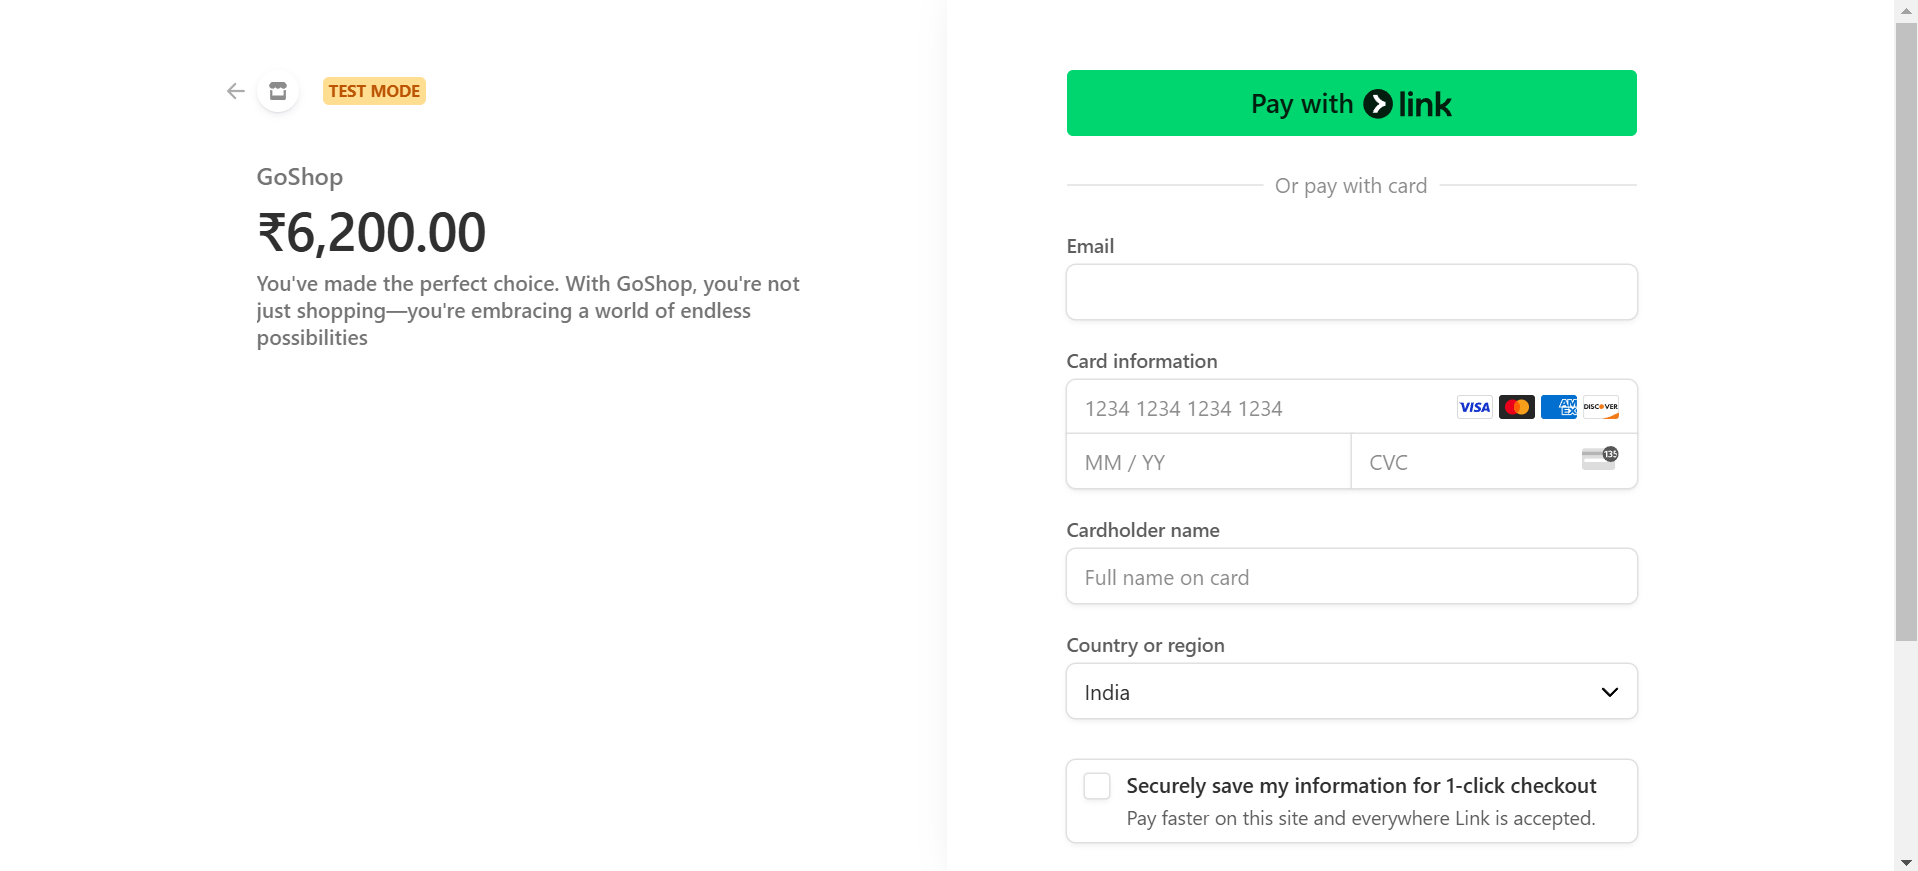 TEST MODE
GoShop
₹6,200.00
You've made the perfect choice. With GoShop, you're not
just shopping—you're embracing a world of endless
possibilities
Pay with link
Or pay with card
Email
Card information
1234 1234 1234 1234 VISA AMEX DISCOVER
MM / YY CVC 135
Cardholder name
Full name on card
Country or region
India
Securely save my information for 1-click checkout
Pay faster on this site and everywhere Link is accepted.